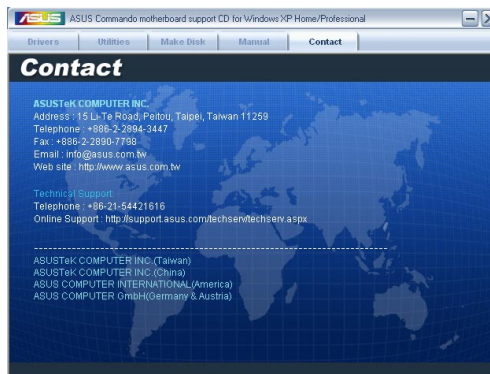 ASUS ASUS Commando motherboard support CD for Windows XP Home/Professional
Drivers Utilities Make Disk Manual Contact
Contact
ASUSTeK COMPUTER INC.
Address : 15 Li-Te Road, Peitou, Taipei, Taiwan 11259
Telephone : +886-2-2894-3447
Fax : +886-2-2890-7798
Email : info@asus.com.tw
Web site : http://www.asus.com.tw
Technical Support
Telephone : +86-21-54421616
Online Support : http://support.asus.com/techserv/techserv.aspx
ASUSTeK COMPUTER INC.(Taiwan)
ASUSTeK COMPUTER INC.(China)
ASUS COMPUTER INTERNATIONAL(America)
ASUS COMPUTER GmbH(Germany & Austria)